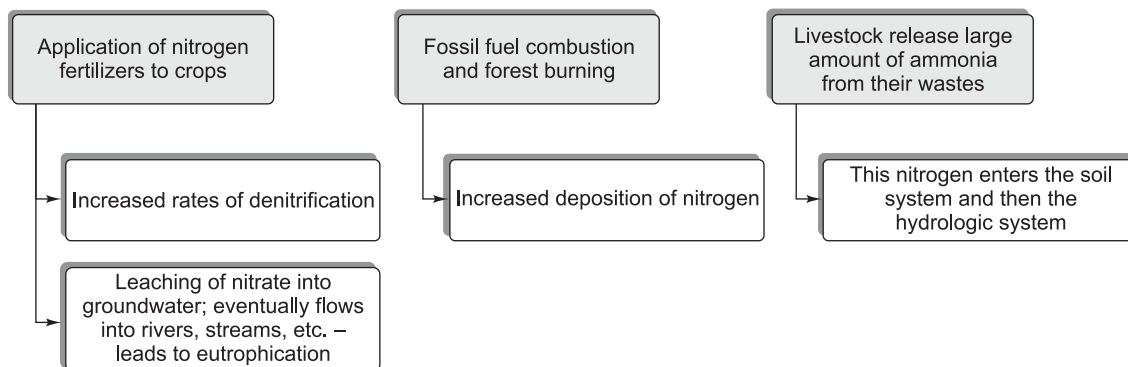 Application of nitrogen
fertilizers to crops
Increased rates of denitrification
Leaching of nitrate into
groundwater; eventually flows
into rivers, streams, etc. –
leads to eutrophication
Fossil fuel combustion
and forest burning
Increased deposition of nitrogen
Livestock release large
amount of ammonia
from their wastes
This nitrogen enters the soil
system and then the
hydrologic system